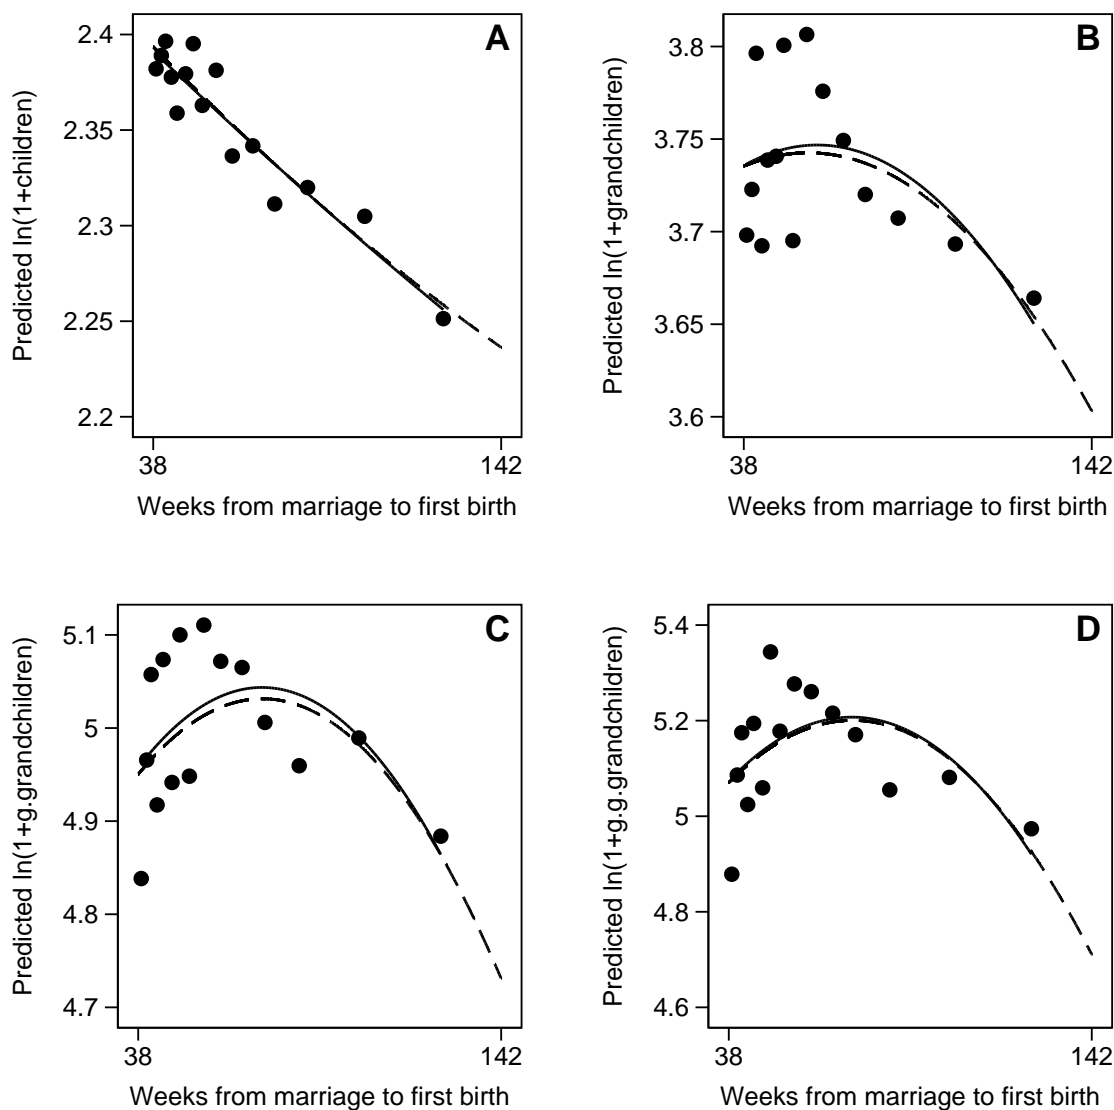 A
Predicted ln(1+children)
2.4
2.35
2.3
2.25
2.2
38
142
Weeks from marriage to first birth
B
Predicted ln(1+grandchildren)
3.8
3.75
3.7
3.65
3.6
38
142
Weeks from marriage to first birth
C
Predicted ln(1+g.grandchildren)
5.1
5
4.9
4.8
4.7
38
142
Weeks from marriage to first birth
D
Predicted ln(1+g.g.grandchildren)
5.4
5.2
5
4.8
4.6
38
142
Weeks from marriage to first birth